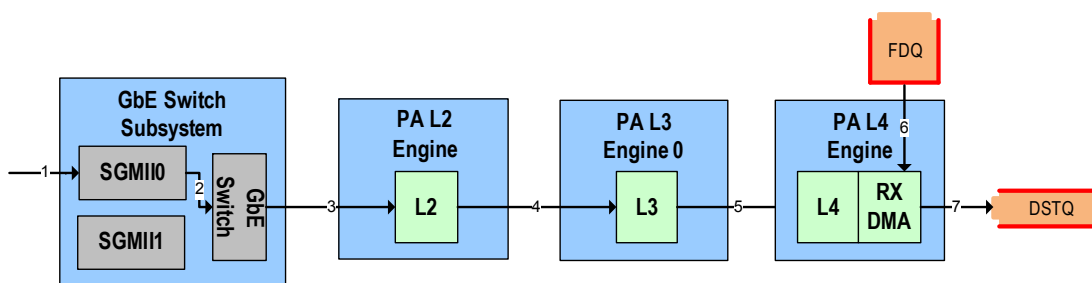 GbE Switch
Subsystem
1
SGMII0
2
SGMII1
GbE
Switch
3
PA L2
Engine
L2
4
PA L3
Engine 0
L3
5
FDQ
6
PA L4
Engine
L4
RX
DMA
7
DSTQ